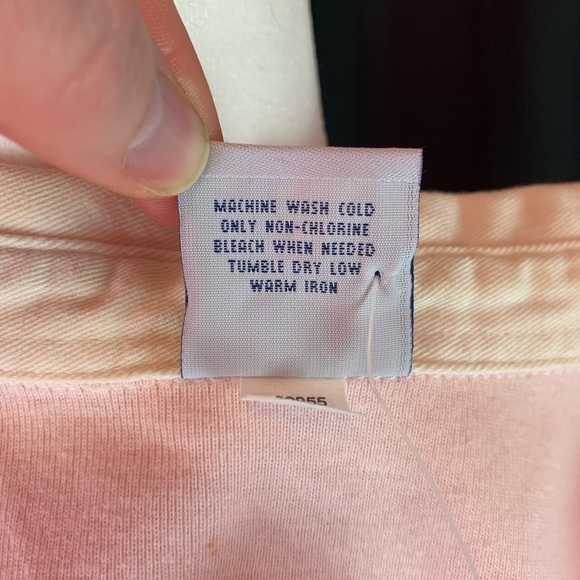 MACHINE WASH COLD
ONLY NON-CHLORINE
BLEACH WHEN NEEDED
TUMBLE DRY LOW
WARM IRON